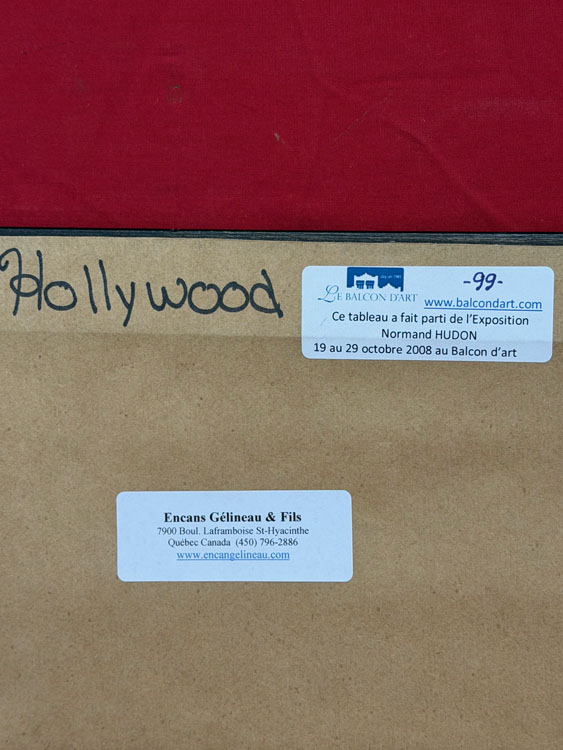 Hollywood
-99-
LE BALCON D'ART
www.balcondart.com
Ce tableau a fait parti de l'Exposition
Normand HUDON
19 au 29 octobre 2008 au Balcon d'art
Encans Gélineau & Fils
7900 Boul. Laframboise St-Hyacinthe
Québec Canada (450) 796-2886
www.encangelineau.com